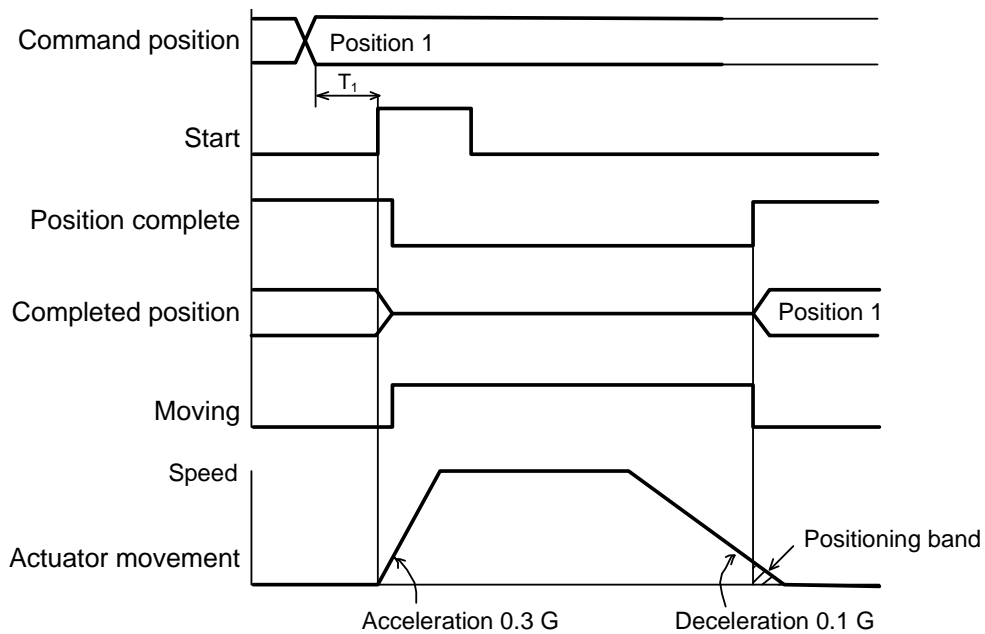 Command position
Position 1
T₁
Start
Position complete
Completed position
Position 1
Moving
Speed
Actuator movement
Positioning band
Acceleration 0.3 G
Deceleration 0.1 G